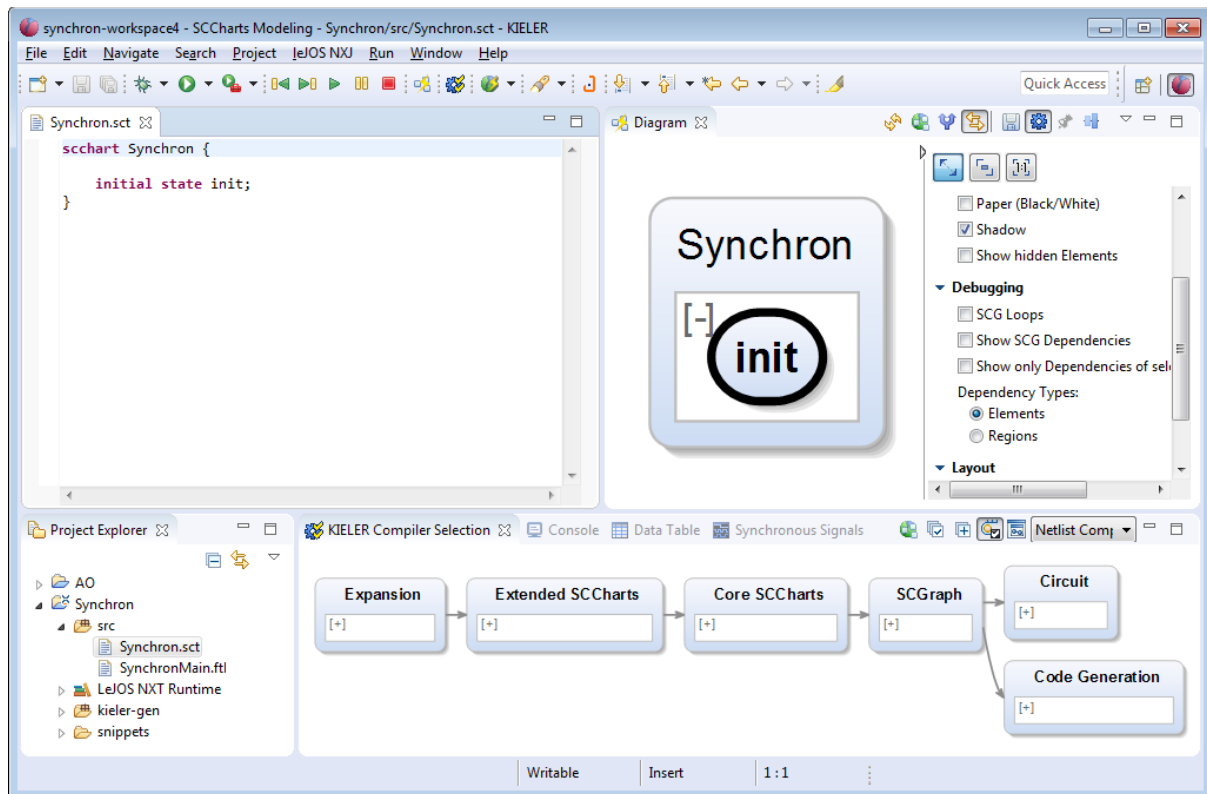 synchron-workspace4 - SCCharts Modeling - Synchron/src/Synchron.sct - KIELER
File Edit Navigate Search Project leJOS NXJ Run Window Help
Quick Access
Synchron.sct
scchart Synchron {
initial state init;
}
Diagram
Synchron
[-]
init
Paper (Black/White)
Shadow
Show hidden Elements
Debugging
SCG Loops
Show SCG Dependencies
Show only Dependencies of sele
Dependency Types:
Elements
Regions
Layout
Project Explorer
AO
Synchron
src
Synchron.sct
SynchronMain.ftl
LeJOS NXT Runtime
kieler-gen
snippets
KIELER Compiler Selection Console Data Table Synchronous Signals Netlist Comp
Expansion
[+]
Extended SCCharts
[+]
Core SCCharts
[+]
SCGraph
[+]
Circuit
[+]
Code Generation
[+]
Writable Insert 1 : 1